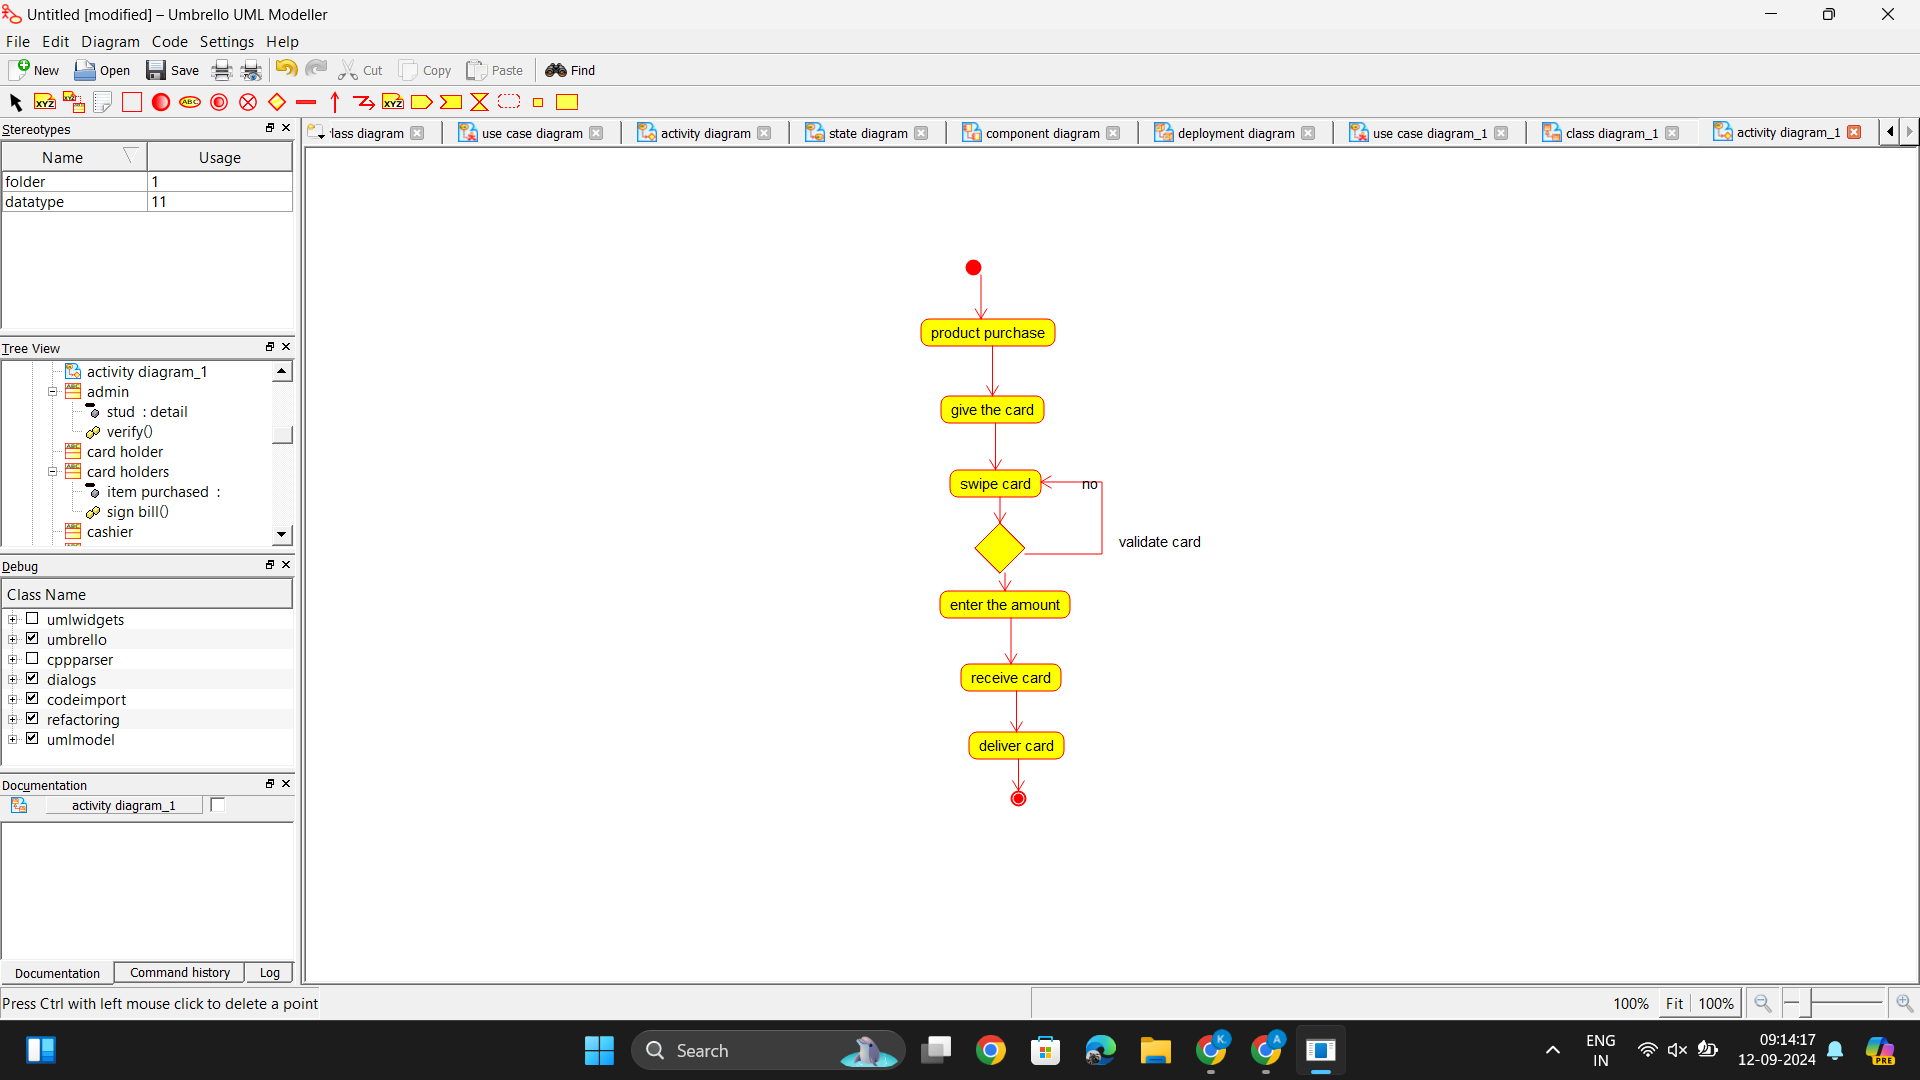 Untitled [modified] – Umbrello UML Modeller
File Edit Diagram Code Settings Help
New Open Save Cut Copy Paste Find
XYZ XYZ ABC XYZ
Stereotypes
Name Usage
folder 1
datatype 11
Tree View
activity diagram_1
admin
stud : detail
verify()
card holder
card holders
item purchased :
sign bill()
cashier
Debug
Class Name
umlwidgets
umbrello
cppparser
dialogs
codeimport
refactoring
umlmodel
Documentation
activity diagram_1
Documentation Command history Log
Press Ctrl with left mouse click to delete a point
lass diagram use case diagram activity diagram state diagram component diagram deployment diagram use case diagram_1 class diagram_1 activity diagram_1
product purchase
give the card
swipe card
no
validate card
enter the amount
receive card
deliver card
100% Fit 100%
Search
K
A
ENG
IN
09:14:17
12-09-2024
PRE